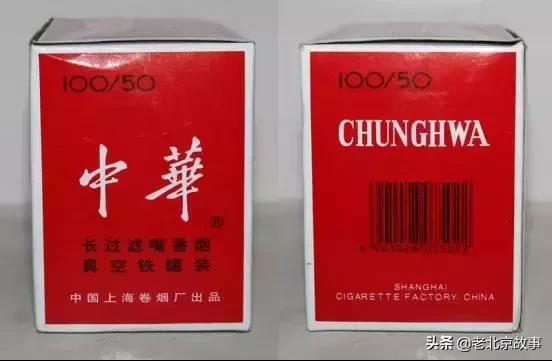 100/50
中華
®
长过滤嘴香烟
真空铁罐装
中国上海卷烟厂出品
100/50
CHUNGHWA
SHANGHAI
CIGARETTE FACTORY, CHINA
头条 @老北京故事